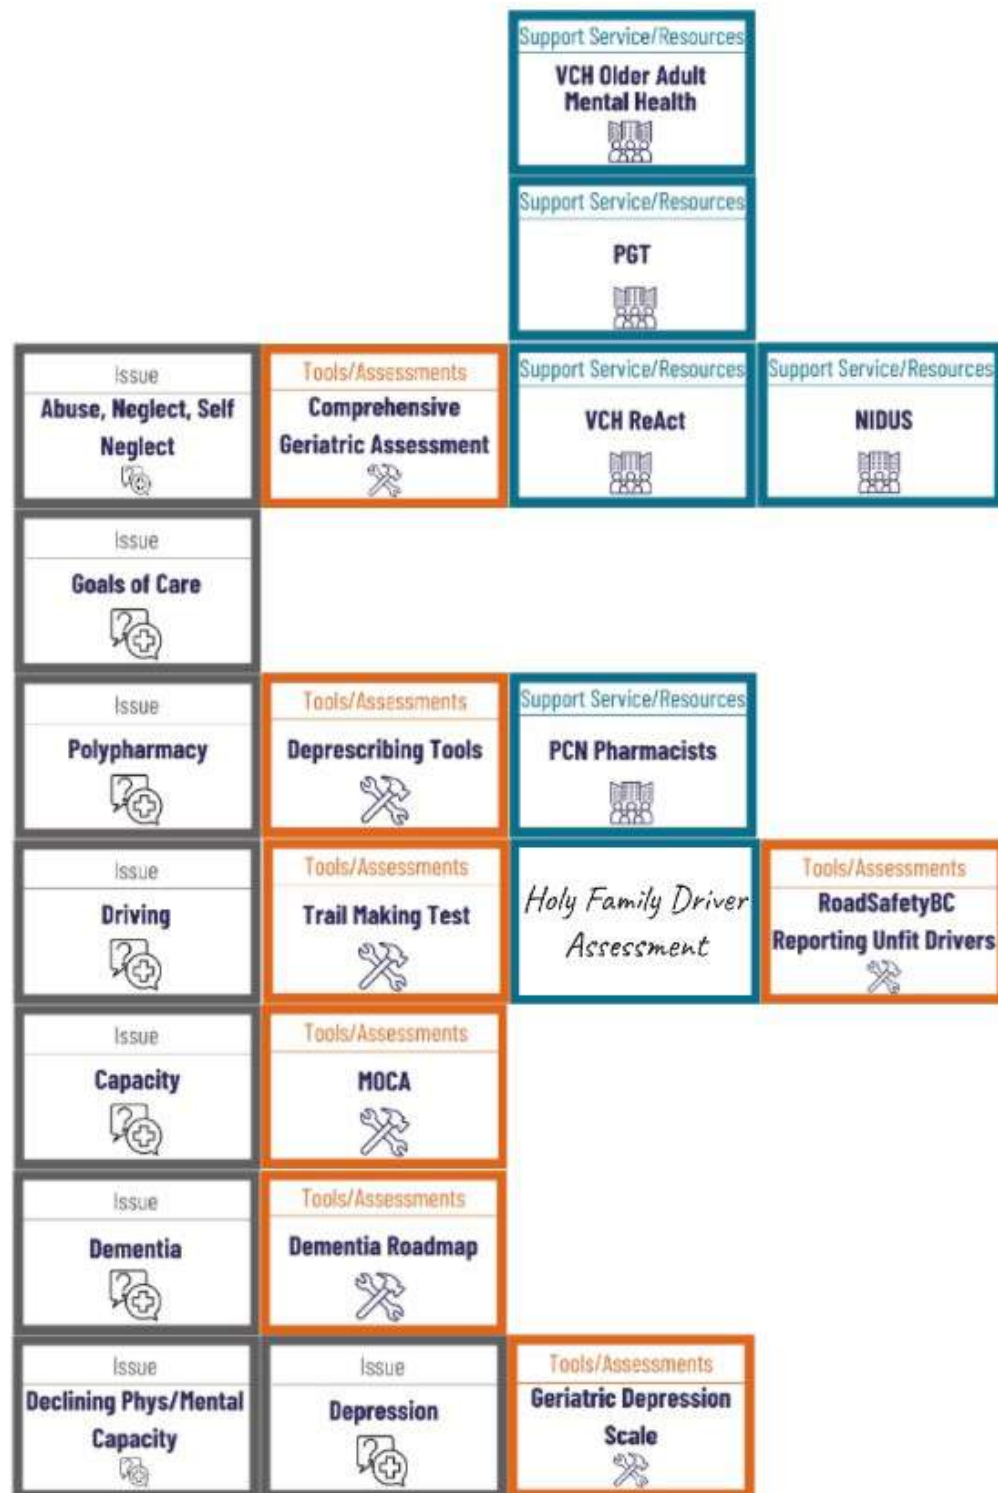 Support Service/Resources
VCH Older Adult
Mental Health
Support Service/Resources
PGT
Issue
Abuse, Neglect, Self
Neglect
Tools/Assessments
Comprehensive
Geriatric Assessment
Support Service/Resources
VCH ReAct
Support Service/Resources
NIDUS
Issue
Goals of Care
Issue
Polypharmacy
Tools/Assessments
Deprescribing Tools
Support Service/Resources
PCN Pharmacists
Issue
Driving
Tools/Assessments
Trail Making Test
Holy Family Driver
Assessment
Tools/Assessments
RoadSafetyBC
Reporting Unfit Drivers
Issue
Capacity
Tools/Assessments
MOCA
Issue
Dementia
Tools/Assessments
Dementia Roadmap
Issue
Declining Phys/Mental
Capacity
Issue
Depression
Tools/Assessments
Geriatric Depression
Scale